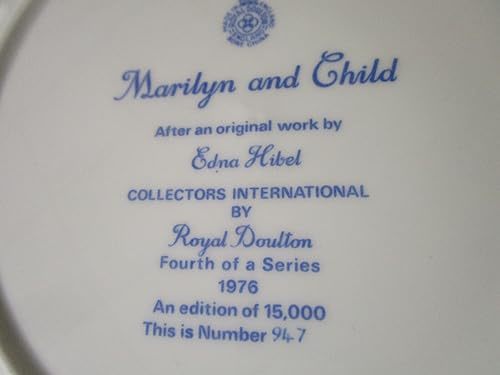 Marilyn and Child
After an original work by
Edna Hibel
COLLECTORS INTERNATIONAL
BY
Royal Doulton
Fourth of a Series
1976
An edition of 15,000
This is Number 947